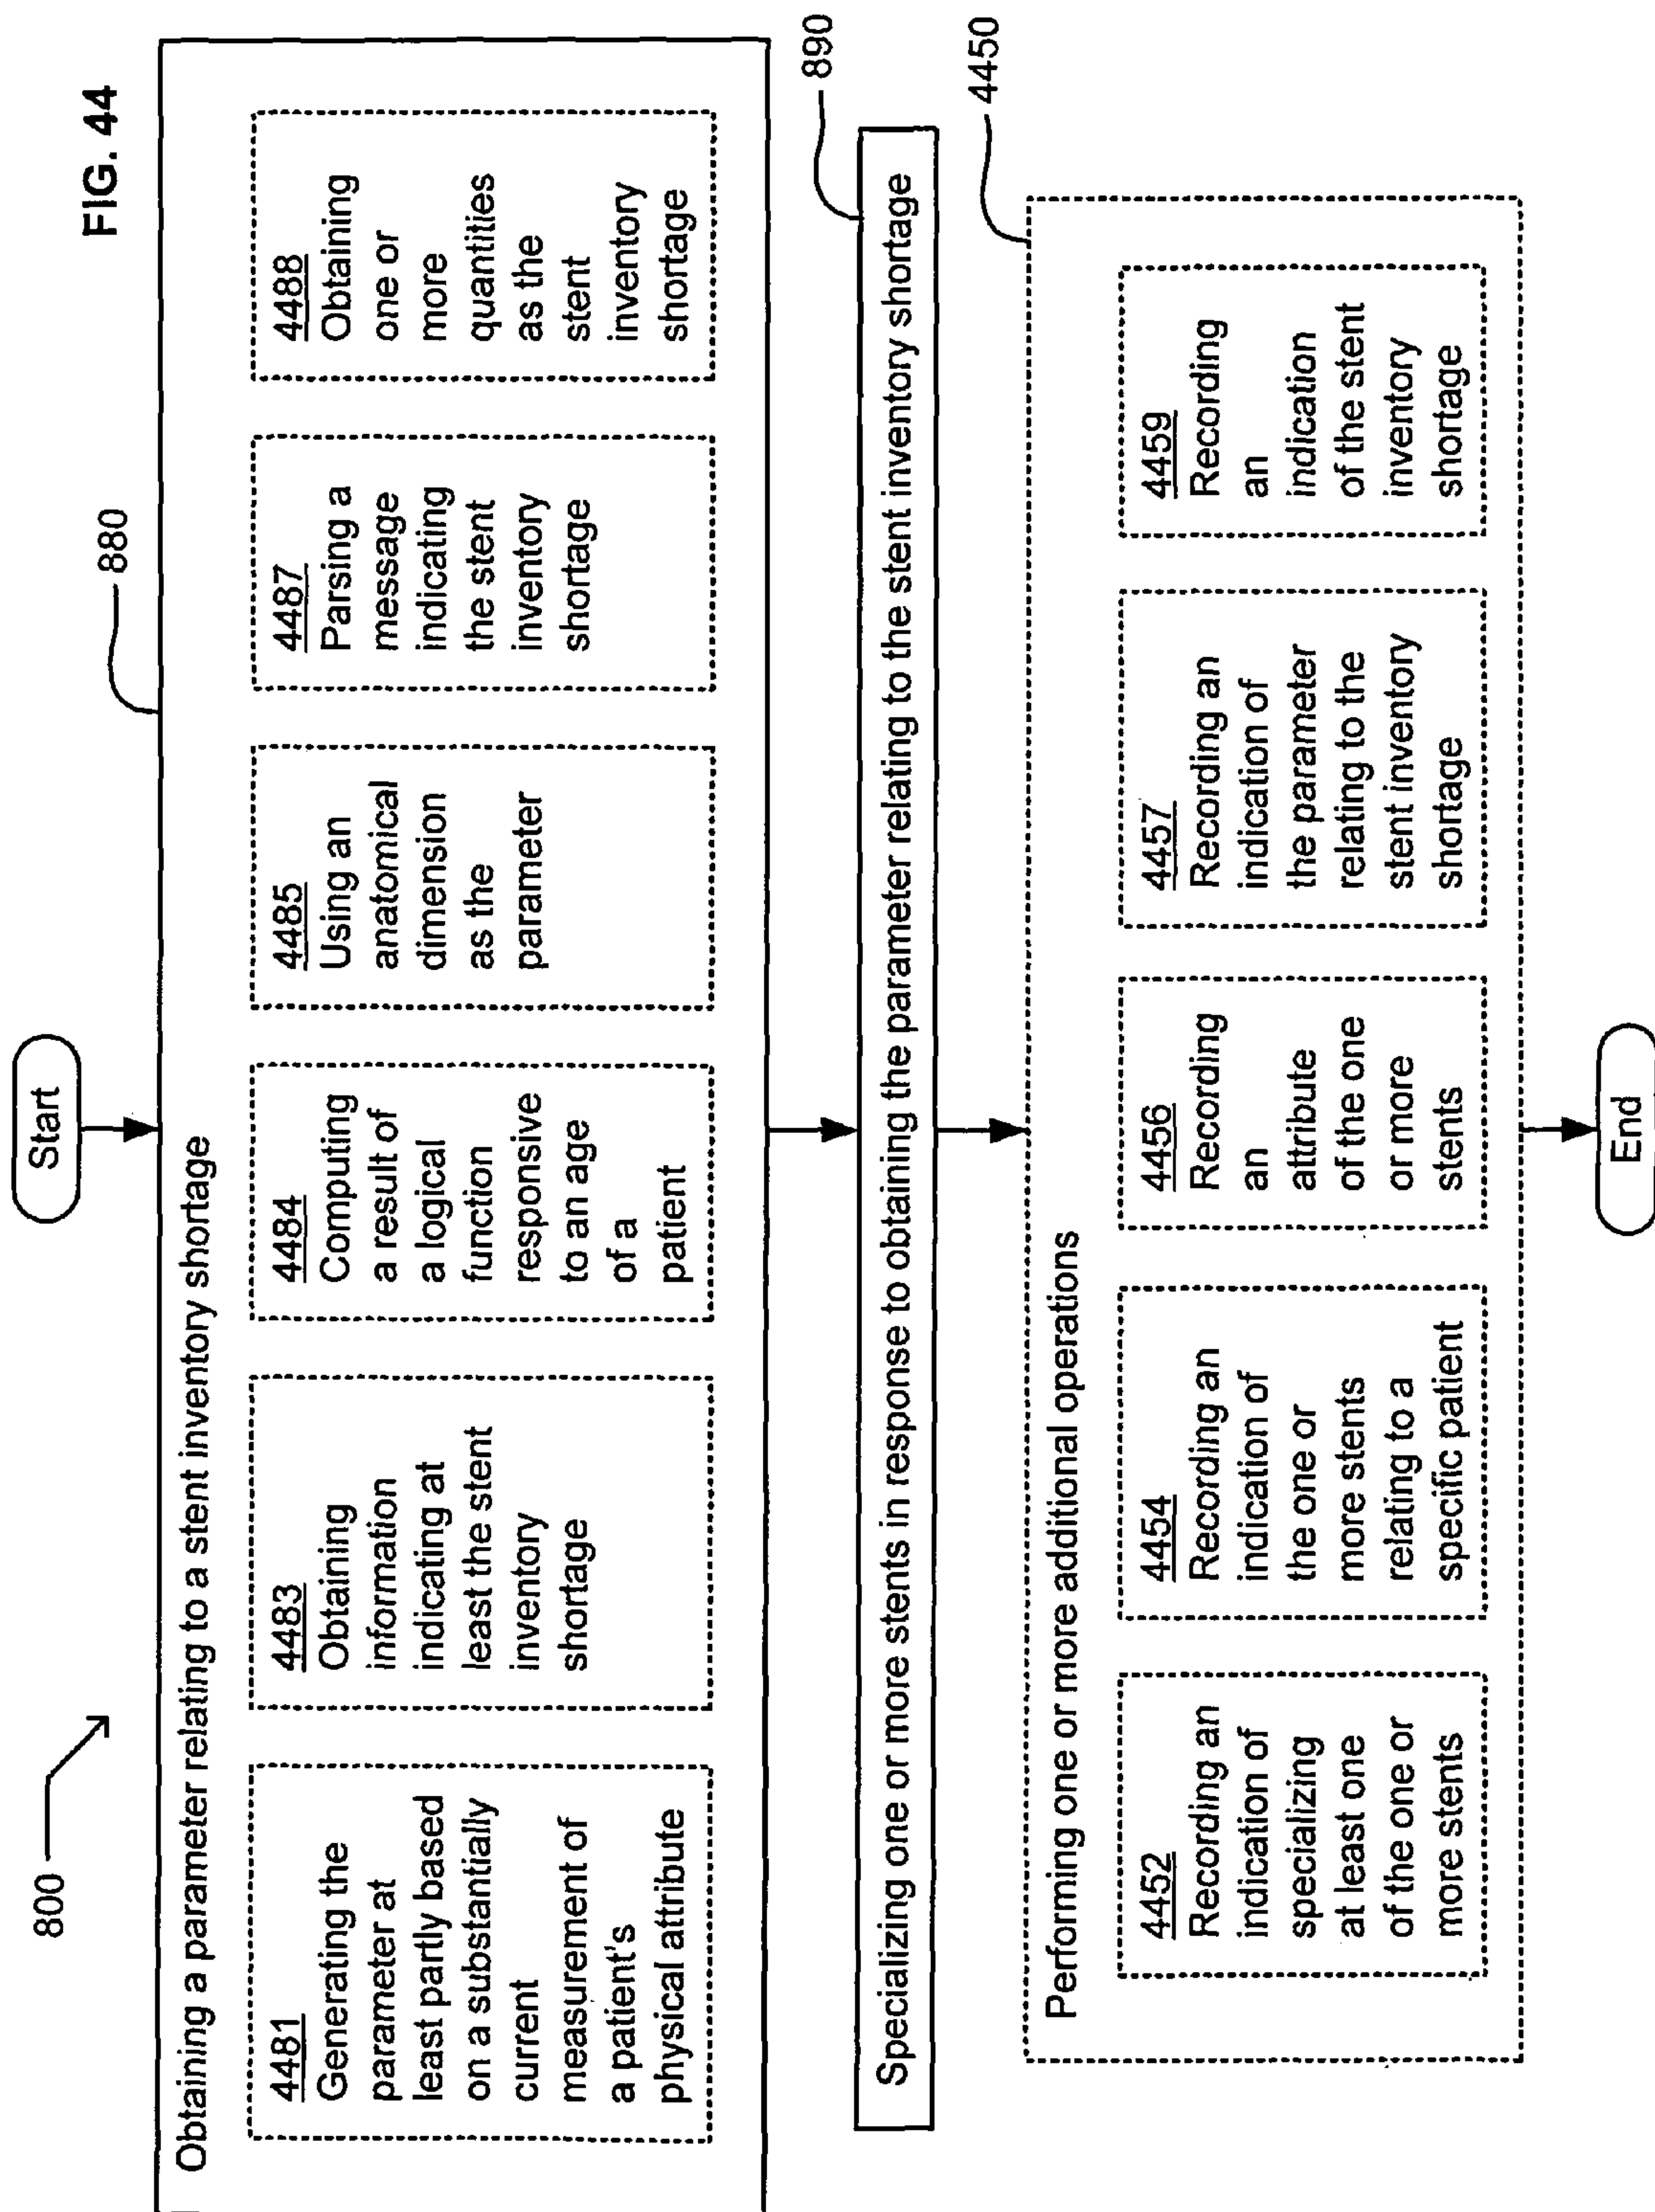 FIG. 44
800
Start
880
Obtaining a parameter relating to a stent inventory shortage
4481
Generating the
parameter at
least partly based
on a substantially
current
measurement of
a patient's
physical attribute
4483
Obtaining
information
indicating at
least the stent
inventory
shortage
4484
Computing
a result of
a logical
function
responsive
to an age
of a
patient
4485
Using an
anatomical
dimension
as the
parameter
4487
Parsing a
message
indicating
the stent
inventory
shortage
4488
Obtaining
one or
more
quantities
as the
stent
inventory
shortage
890
Specializing one or more stents in response to obtaining the parameter relating to the stent inventory shortage
4450
Performing one or more additional operations
4452
Recording an
indication of
specializing
at least one
of the one or
more stents
4454
Recording an
indication of
the one or
more stents
relating to a
specific patient
4456
Recording
an
attribute
of the one
or more
stents
4457
Recording an
indication of
the parameter
relating to the
stent inventory
shortage
4459
Recording
an
indication
of the stent
inventory
shortage
End